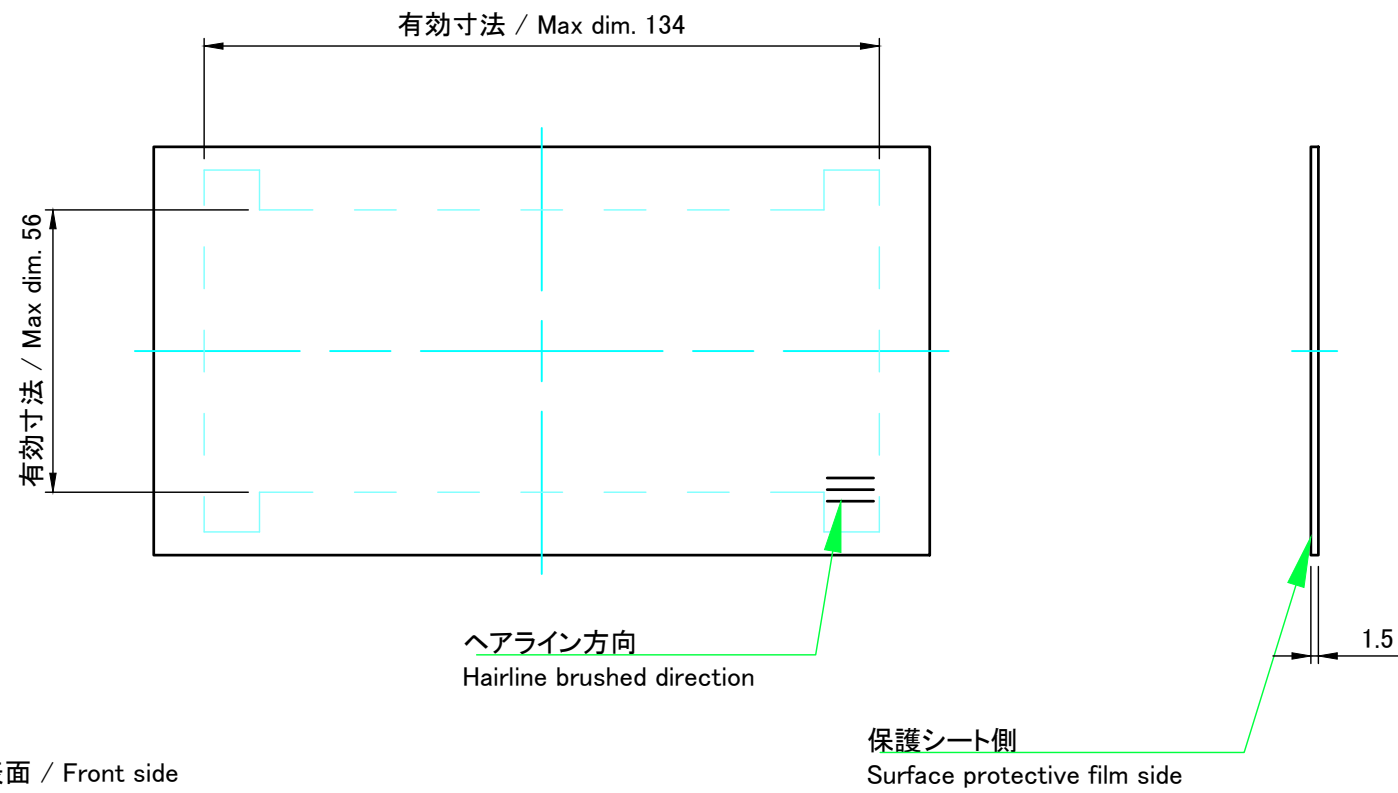 有効寸法 / Max dim. 134
有効寸法 / Max dim. 56
1.5
ヘアライン方向
Hairline brushed direction
保護シート側
Surface protective film side
面 / Front side